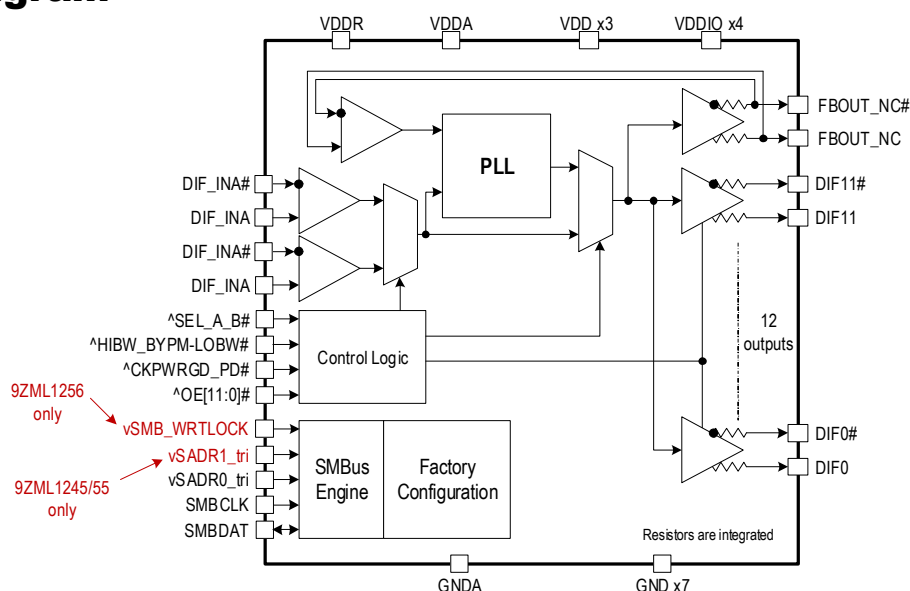 VDDR
VDDA
VDD x3
VDDIO x4
FBOUT_NC#
FBOUT_NC
PLL
DIF_INA#
DIF_INA
DIF_INA#
DIF_INA
DIF11#
DIF11
^SEL_A_B#
^HIBW_BYPM-LOBW#
^CKPWRGD_PD#
^OE[11:0]#
Control Logic
12
outputs
9ZML1256
only
vSMB_WRTLOCK
vSADR1_tri
vSADR0_tri
SMBCLK
SMBDAT
9ZML1245/55
only
SMBus
Engine
Factory
Configuration
DIF0#
DIF0
Resistors are integrated
GNDA
GND x7